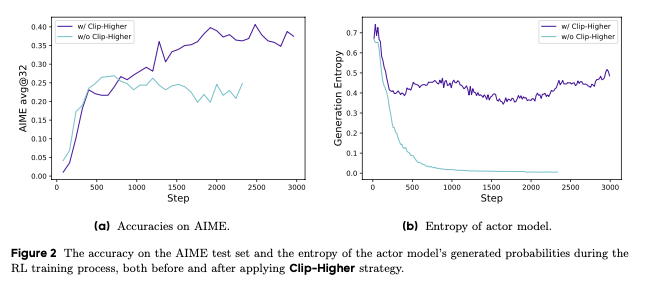 w/ Clip-Higher
w/o Clip-Higher
0.40
0.35
0.30
0.25
0.20
0.15
0.10
0.05
0.00
AIME avg@32
0
500
1000
1500
2000
2500
3000
Step
w/ Clip-Higher
w/o Clip-Higher
0.7
0.6
0.5
0.4
0.3
0.2
0.1
0.0
Generation Entropy
0
500
1000
1500
2000
2500
3000
Step
(a) Accuracies on AIME.
(b) Entropy of actor model.
Figure 2 The accuracy on the AIME test set and the entropy of the actor model's generated probabilities during the
RL training process, both before and after applying Clip-Higher strategy.